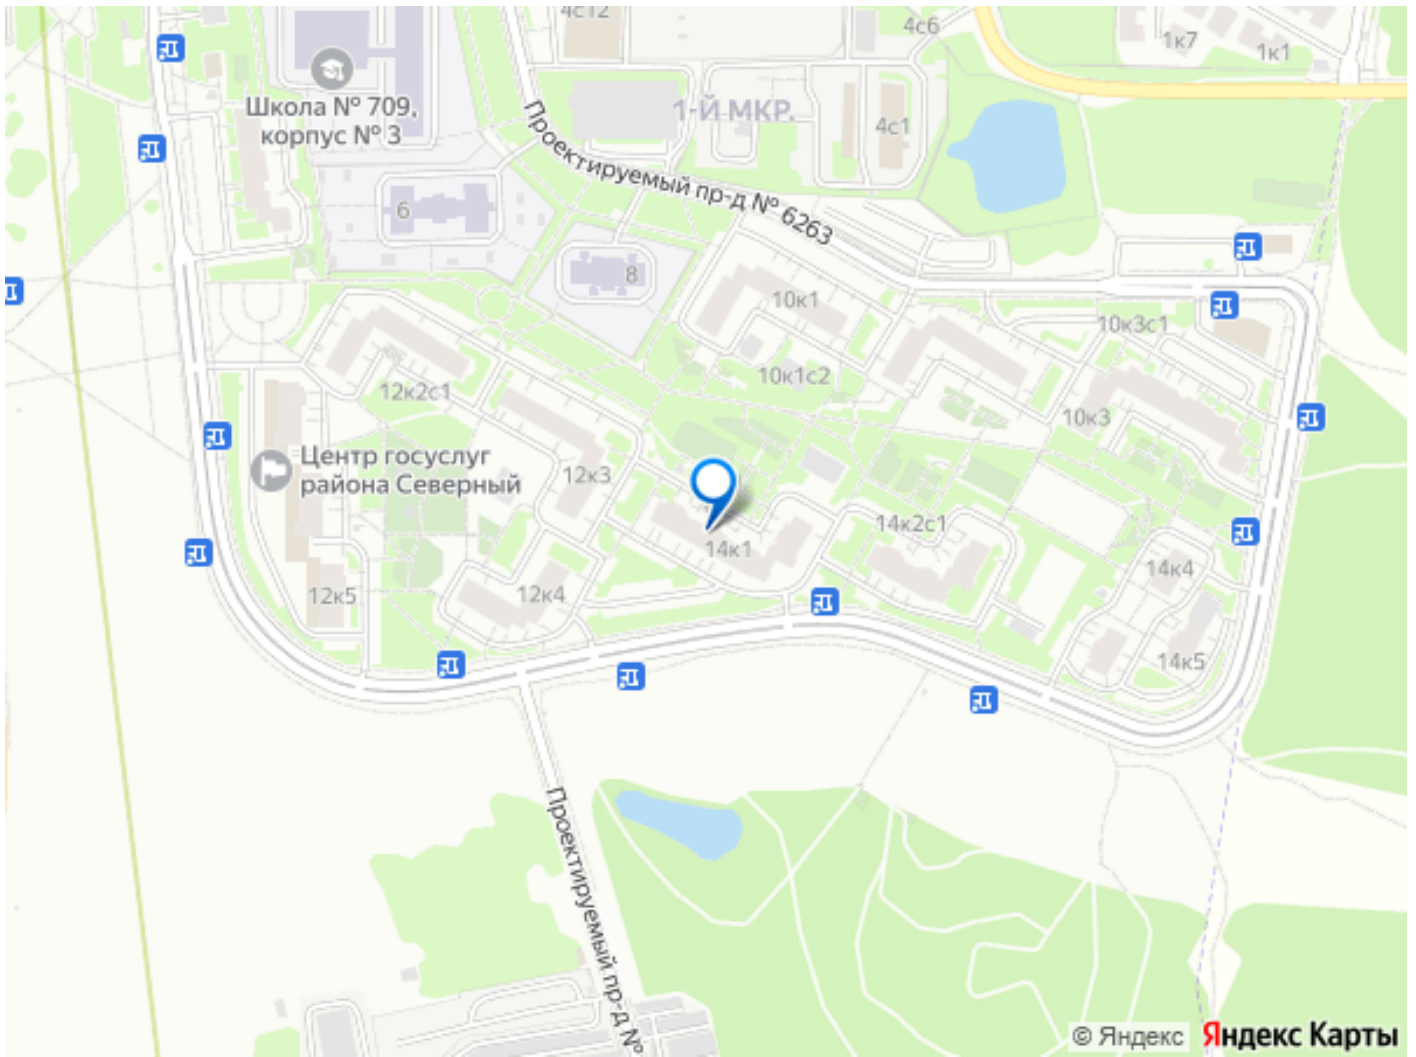 4с12
4с6
1к7
1к1
Школа № 709,
корпус № 3
1-Й МКР.
4с1
Проектируемый пр-д № 6263
6
8
10к1
10к3с1
10к1с2
12к2с1
10к3
Центр госуслуг
района Северный
12к3
14к2с1
14к1
14к4
12к5
12к4
14к5
Проектируемый пр-д №
© Яндекс
Яндекс Карты